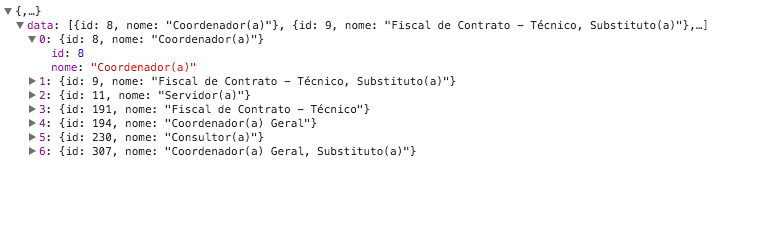 {,…}
data: [{id: 8, nome: "Coordenador(a)"}, {id: 9, nome: "Fiscal de Contrato - Técnico, Substituto(a)"},…]
0: {id: 8, nome: "Coordenador(a)"}
id: 8
nome: "Coordenador(a)"
1: {id: 9, nome: "Fiscal de Contrato - Técnico, Substituto(a)"}
2: {id: 11, nome: "Servidor(a)"}
3: {id: 191, nome: "Fiscal de Contrato - Técnico"}
4: {id: 194, nome: "Coordenador(a) Geral"}
5: {id: 230, nome: "Consultor(a)"}
6: {id: 307, nome: "Coordenador(a) Geral, Substituto(a)"}